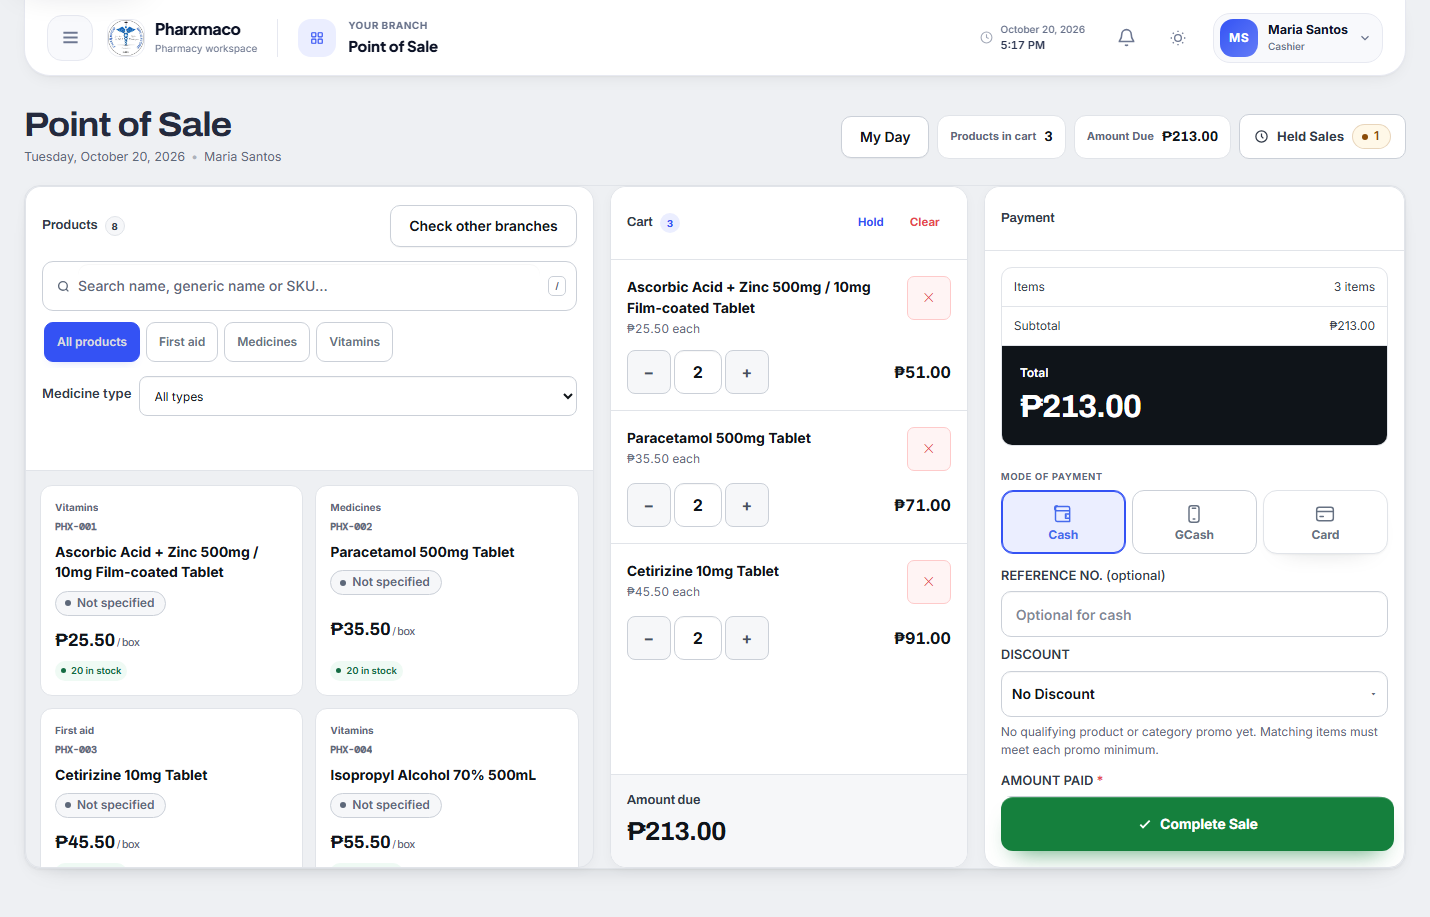 Pharxmaco
Pharmacy workspace
YOUR BRANCH
Point of Sale
October 20, 2026
5:17 PM
MS
Maria Santos
Cashier
Point of Sale
Tuesday, October 20, 2026 • Maria Santos
My Day
Products in cart 3
Amount Due ₱213.00
Held Sales 1
Products 8
Check other branches
Search name, generic name or SKU... /
All products
First aid
Medicines
Vitamins
Medicine type
All types
Vitamins
PHX-001
Ascorbic Acid + Zinc 500mg /
10mg Film-coated Tablet
Not specified
₱25.50 / box
20 in stock
Medicines
PHX-002
Paracetamol 500mg Tablet
Not specified
₱35.50 / box
20 in stock
First aid
PHX-003
Cetirizine 10mg Tablet
Not specified
₱45.50 / box
Vitamins
PHX-004
Isopropyl Alcohol 70% 500mL
Not specified
₱55.50 / box
Cart 3
Hold
Clear
Ascorbic Acid + Zinc 500mg / 10mg
Film-coated Tablet
₱25.50 each
− 2 +
₱51.00
Paracetamol 500mg Tablet
₱35.50 each
− 2 +
₱71.00
Cetirizine 10mg Tablet
₱45.50 each
− 2 +
₱91.00
Amount due
₱213.00
Payment
Items 3 items
Subtotal ₱213.00
Total
₱213.00
MODE OF PAYMENT
Cash
GCash
Card
REFERENCE NO. (optional)
Optional for cash
DISCOUNT
No Discount
No qualifying product or category promo yet. Matching items must
meet each promo minimum.
AMOUNT PAID *
Complete Sale